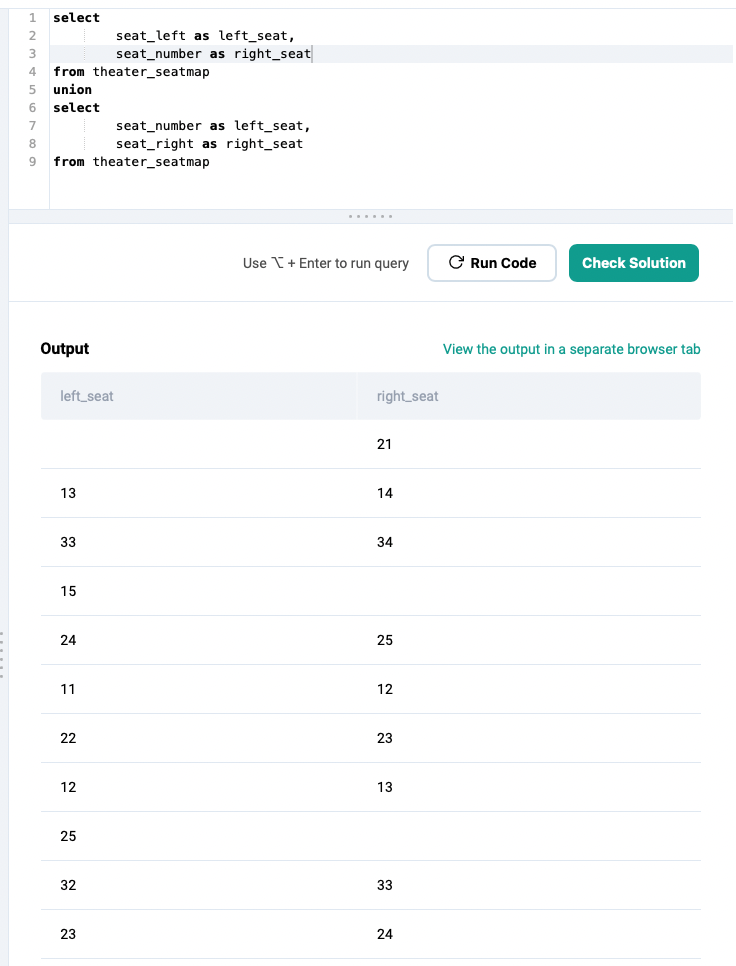 1 select
2 seat_left as left_seat,
3 seat_number as right_seat
4 from theater_seatmap
5 union
6 select
7 seat_number as left_seat,
8 seat_right as right_seat
9 from theater_seatmap
Use ⌥ + Enter to run query Run Code Check Solution
Output View the output in a separate browser tab
left_seat right_seat
21
13 14
33 34
15
24 25
11 12
22 23
12 13
25
32 33
23 24